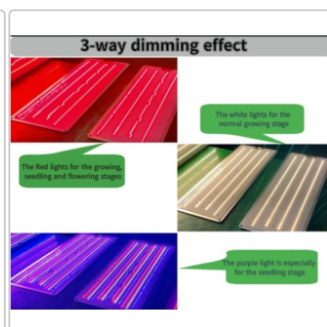 3-way dimming effect
The white lights for the
normal growing stage
The Red lights for the growing,
seedling and flowering stages
The purple light is especially
for the seedling stage